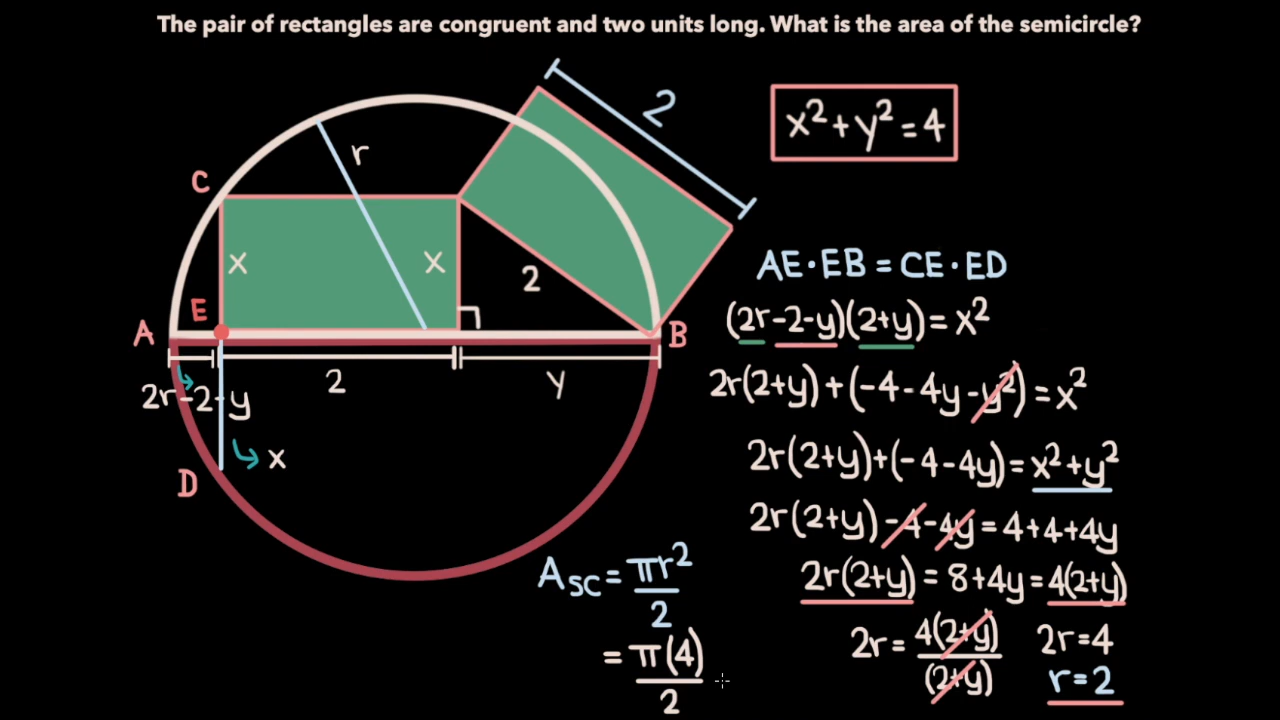 The pair of rectangles are congruent and two units long. What is the area of the semicircle?
2
x²+y²=4
r
C
x
x
2
E
A
B
2r-2-y
2
y
x
D
AE·EB=CE·ED
(2r-2-y)(2+y)=x²
2r(2+y)+(-4-4y-y²)=x²
2r(2+y)+(-4-4y)=x²+y²
2r(2+y)-4-4y=4+4+4y
2r(2+y)=8+4y=4(2+y)
2r=4(2+y)/(2+y) 2r=4
r=2
A_SC=πr²/2
=π(4)/2